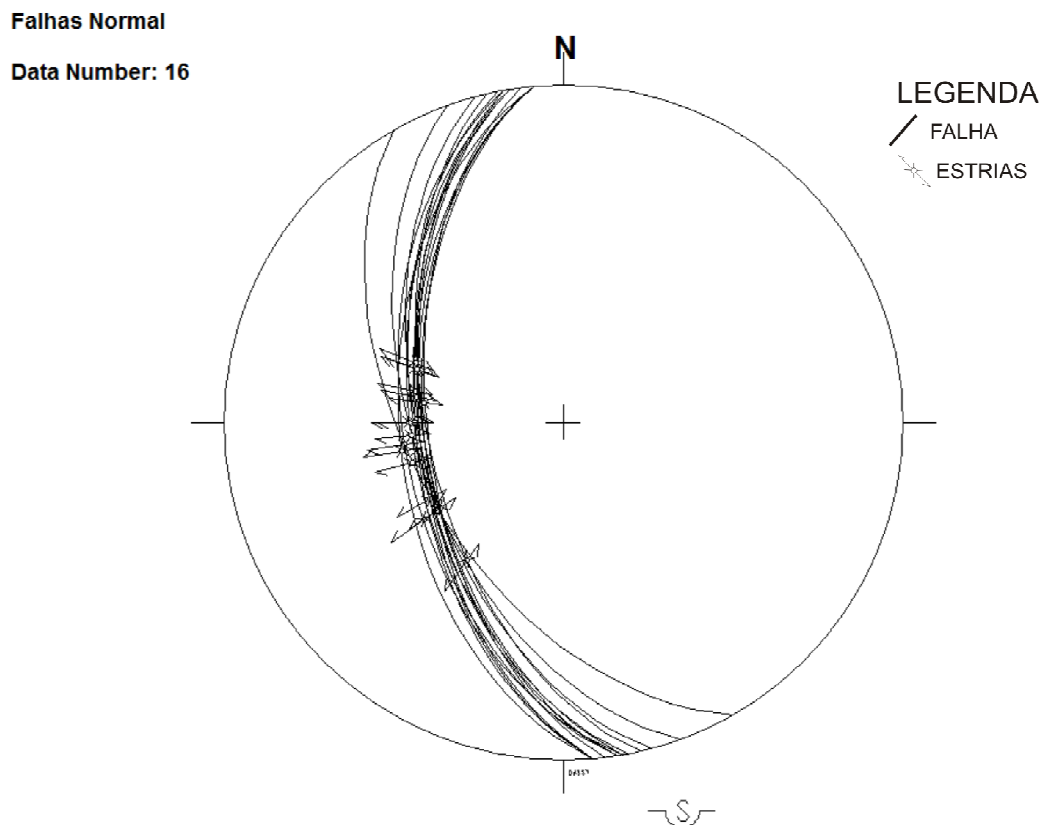 Falhas Normal
Data Number: 16
N
LEGENDA
FALHA
ESTRIAS
S